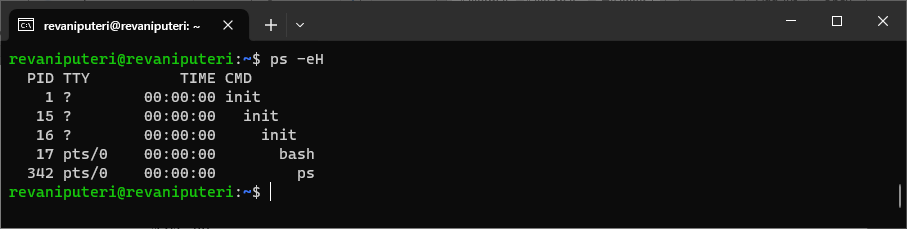 revaniputeri@revaniputeri: ~
revaniputeri@revaniputeri:~$ ps -eH
  PID TTY          TIME CMD
    1 ?        00:00:00 init
   15 ?        00:00:00   init
   16 ?        00:00:00     init
   17 pts/0    00:00:00       bash
  342 pts/0    00:00:00         ps
revaniputeri@revaniputeri:~$